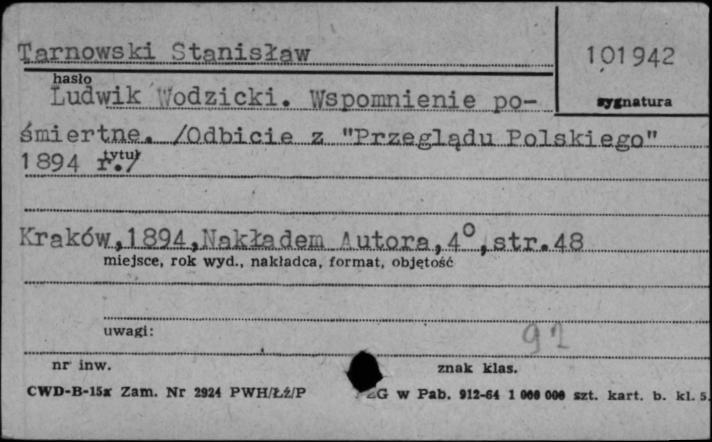 Tarnowski Stanisław
101942
hasło
sygnatura
Ludwik Wodzicki. Wspomnienie po-
śmiertne. /Odbicie z "Przeglądu Polskiego"
tytuł
1894 r./
Kraków,1894,Nakładem Autora,4°,str.48
miejsce, rok wyd., nakładca, format, objętość
uwagi:
92
nr inw.
znak klas.
CWD-B-15x Zam. Nr 2924 PWH/Łź/P
ZG w Pab. 912-64 1 000 000 szt. kart. b. kl. 5.